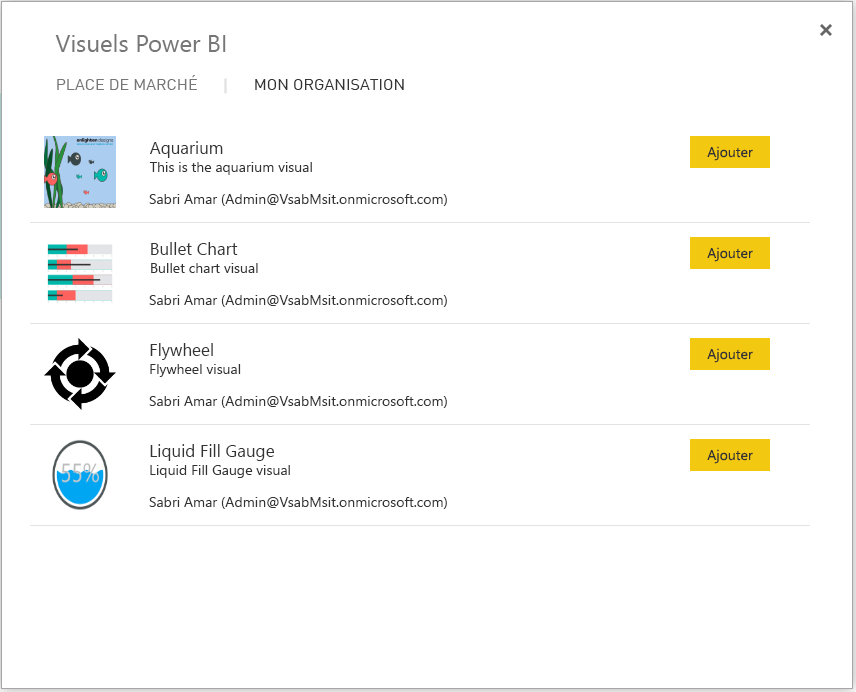 Visuels Power BI
PLACE DE MARCHÉ | MON ORGANISATION
enlighten designs
Aquarium
Ajouter
This is the aquarium visual
Sabri Amar (Admin@VsabMsit.onmicrosoft.com)
Bullet Chart
Ajouter
Bullet chart visual
Sabri Amar (Admin@VsabMsit.onmicrosoft.com)
Flywheel
Ajouter
Flywheel visual
Sabri Amar (Admin@VsabMsit.onmicrosoft.com)
Liquid Fill Gauge
Ajouter
55%
Liquid Fill Gauge visual
Sabri Amar (Admin@VsabMsit.onmicrosoft.com)